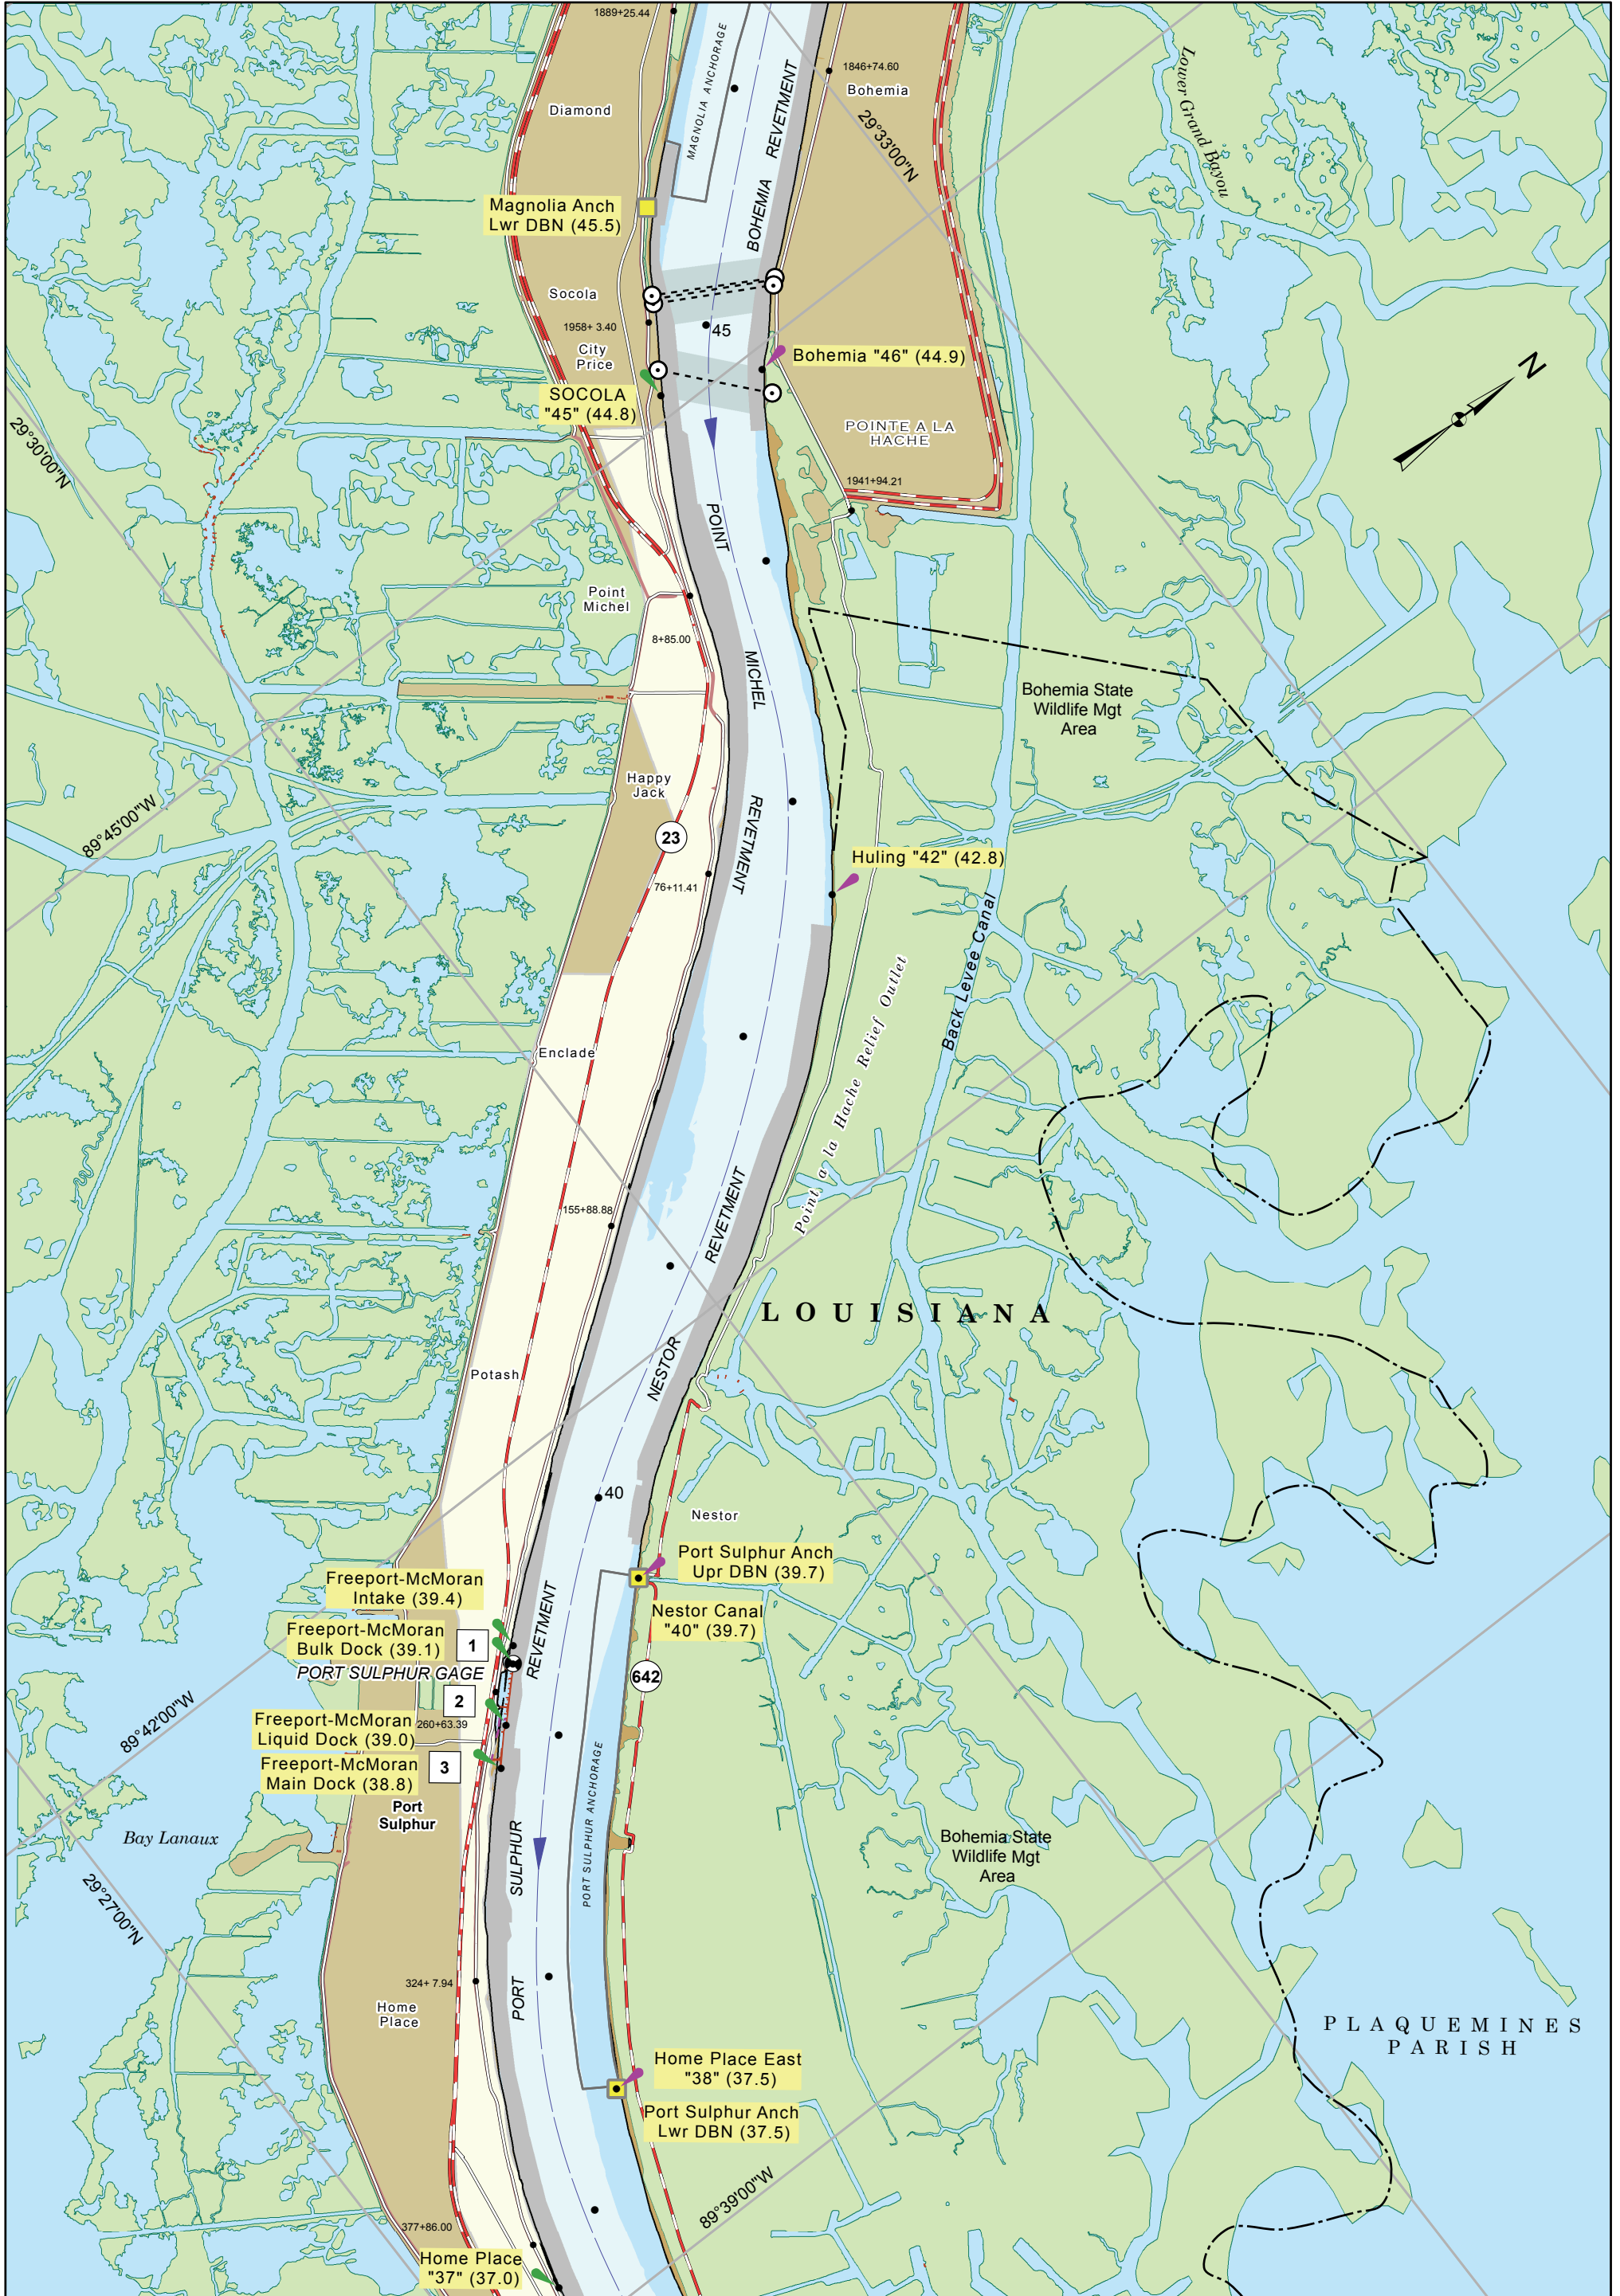 1889+25.44
MAGNOLIA ANCHORAGE
1846+74.60
Bohemia
Lower Grand Bayou
Diamond
BOHEMIA REVETMENT
29°33'00"N
Magnolia Anch
Lwr DBN (45.5)
Socola
1958+ 3.40
45
City
Price
Bohemia "46" (44.9)
SOCOLA
"45" (44.8)
N
POINTE A LA
HACHE
29°30'00"N
1941+94.21
POINT MICHEL REVETMENT
Point
Michel
8+85.00
Bohemia State
Wildlife Mgt
Area
Happy
Jack
89°45'00"W
23
Huling "42" (42.8)
76+11.41
Back Levee Canal
Point a la Hache Relief Outlet
Enclade
155+88.88
NESTOR REVETMENT
LOUISIANA
Potash
40
Nestor
Port Sulphur Anch
Upr DBN (39.7)
Freeport-McMoran
Intake (39.4)
Nestor Canal
"40" (39.7)
Freeport-McMoran
Bulk Dock (39.1)
1
PORT SULPHUR GAGE
642
2
89°42'00"W
Freeport-McMoran
Liquid Dock (39.0)
260+63.39
Freeport-McMoran
Main Dock (38.8)
3
Port
Sulphur
PORT SULPHUR REVETMENT
PORT SULPHUR ANCHORAGE
Bay Lanaux
Bohemia State
Wildlife Mgt
Area
29°27'00"N
324+ 7.94
Home
Place
PLAQUEMINES
PARISH
Home Place East
"38" (37.5)
Port Sulphur Anch
Lwr DBN (37.5)
89°39'00"W
377+86.00
Home Place
"37" (37.0)